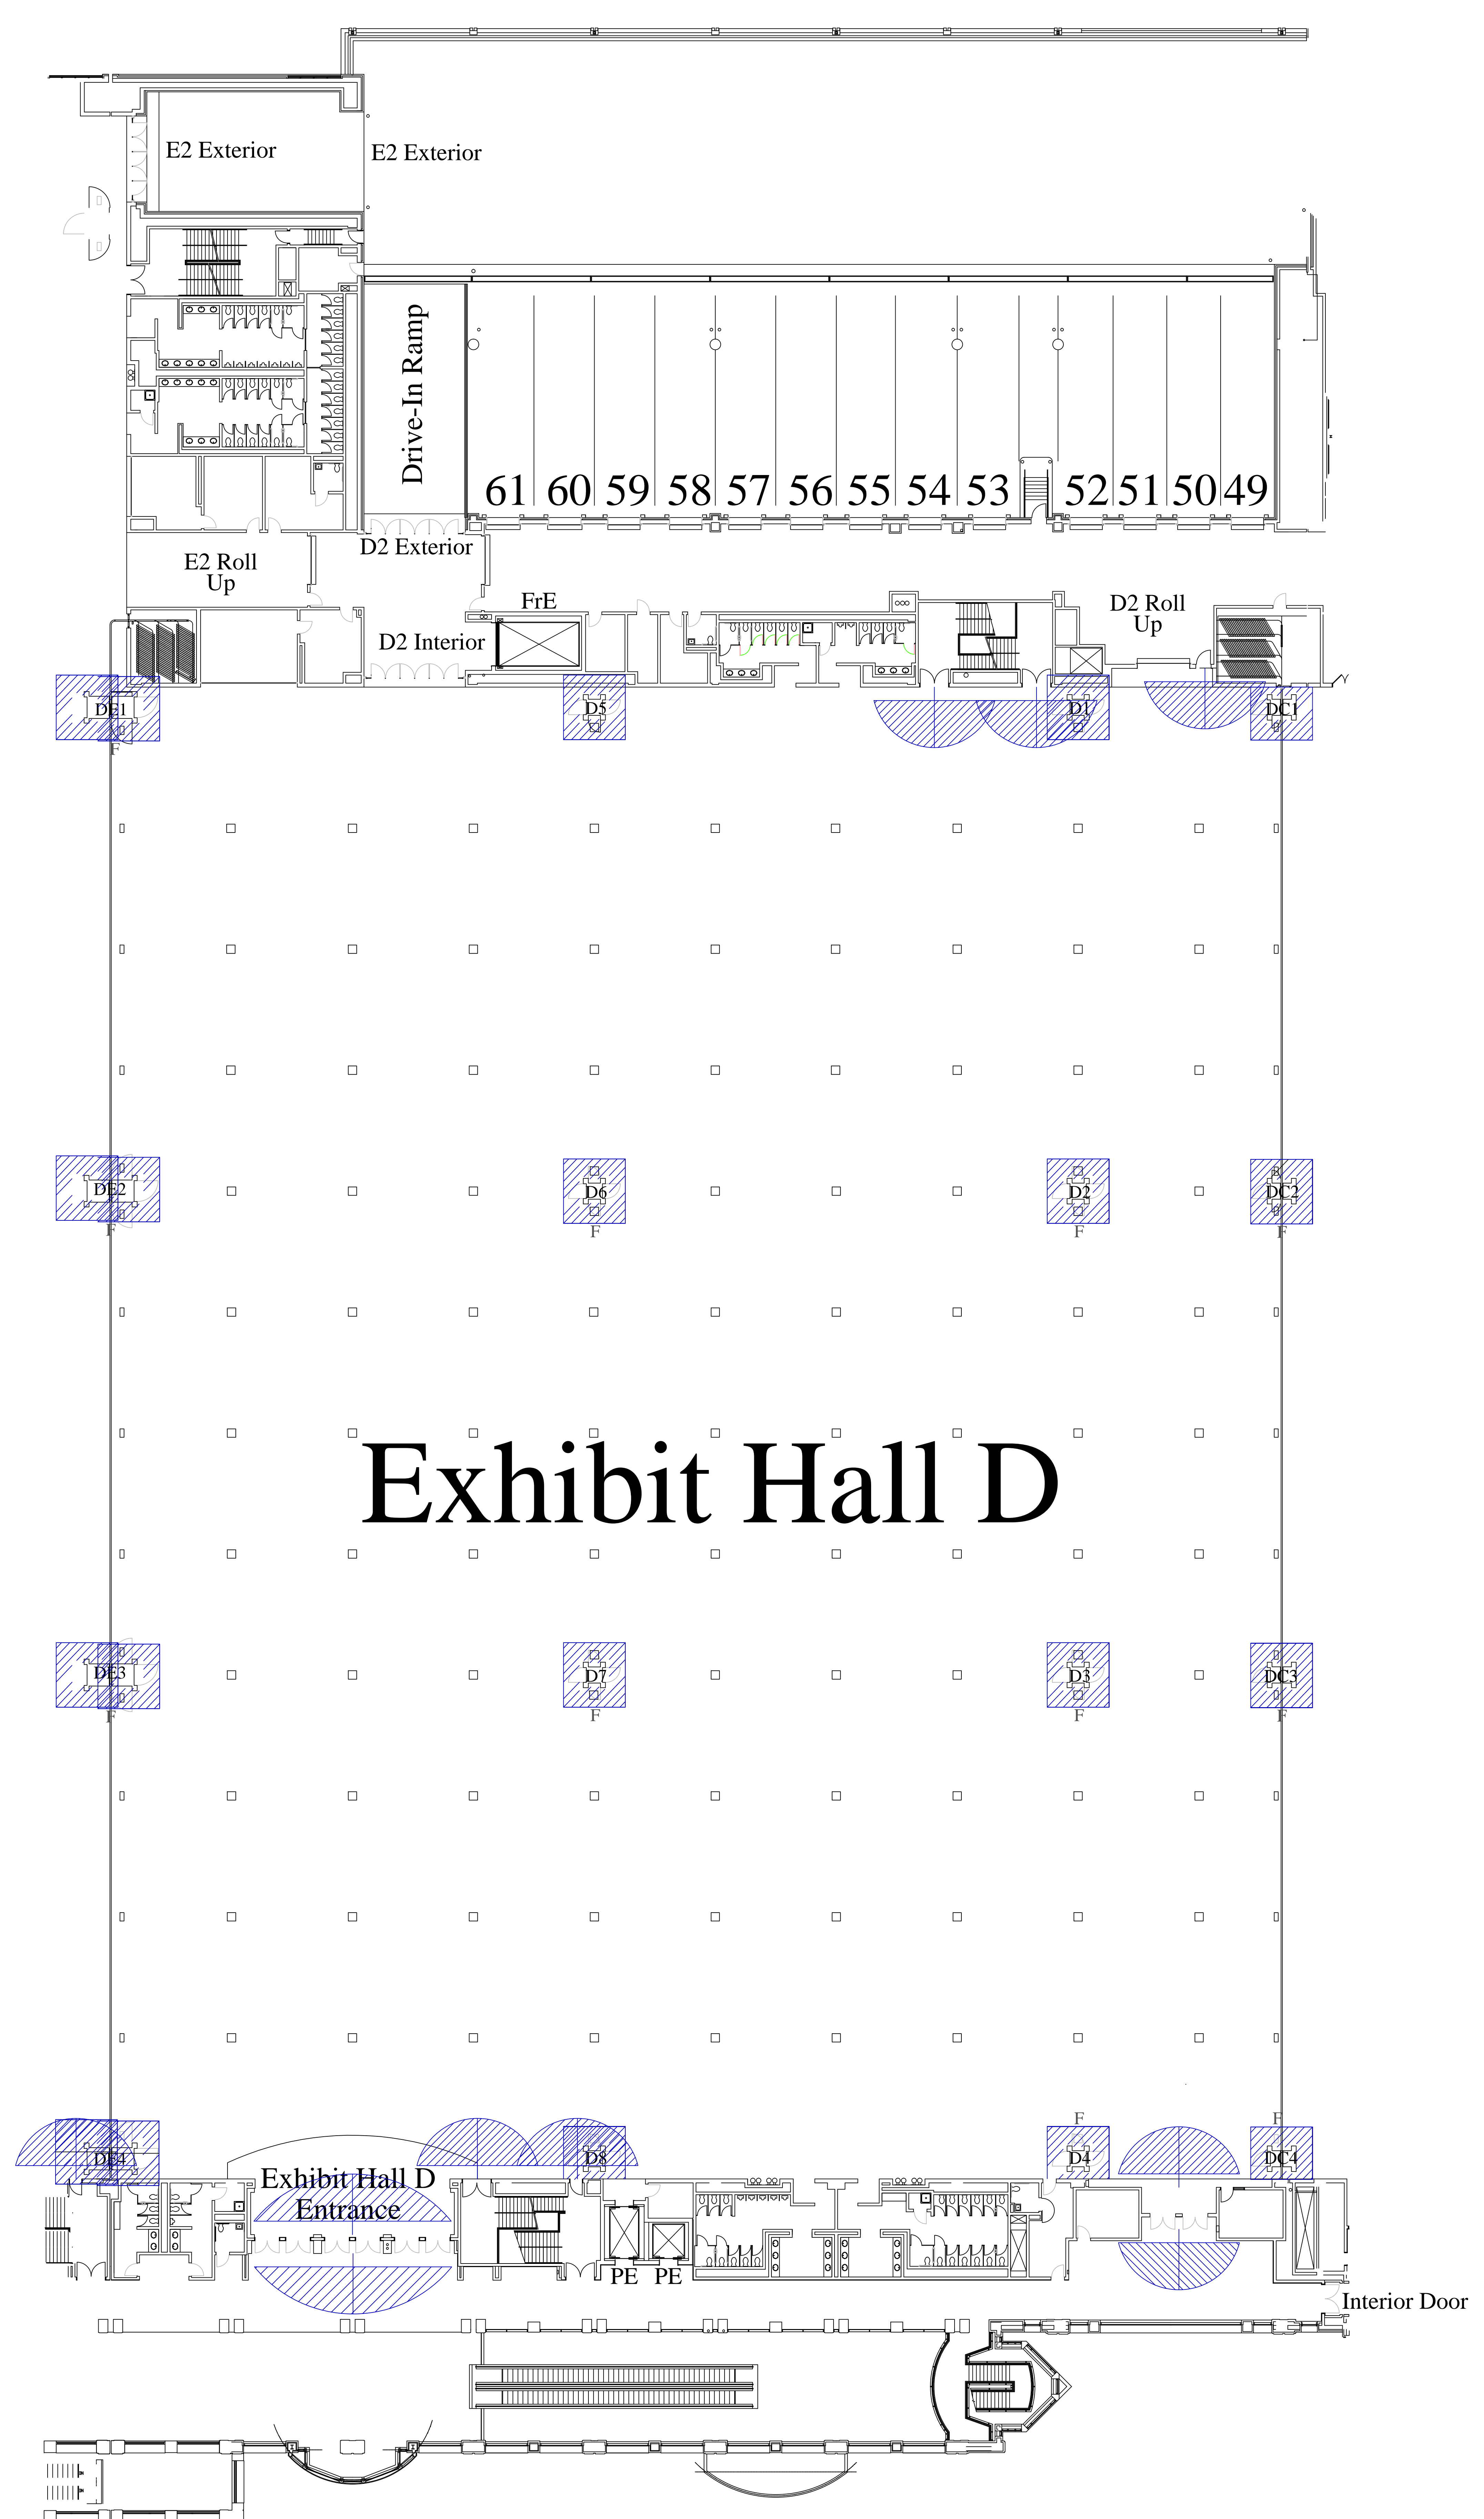 E2 Exterior
E2 Exterior
Drive-In Ramp
61 60 59 58 57 56 55 54 53 52 51 50 49
D2 Exterior
E2 Roll
Up
FrE
D2 Roll
Up
D2 Interior
DE1 D5 D1 DC1
F
DE2 D6 D2 DC2
F F F F
Exhibit Hall D
DE3 D7 D3 DC3
F F F F
F F
DE4 D8 D4 DC4
Exhibit Hall D
Entrance
PE PE
Interior Door